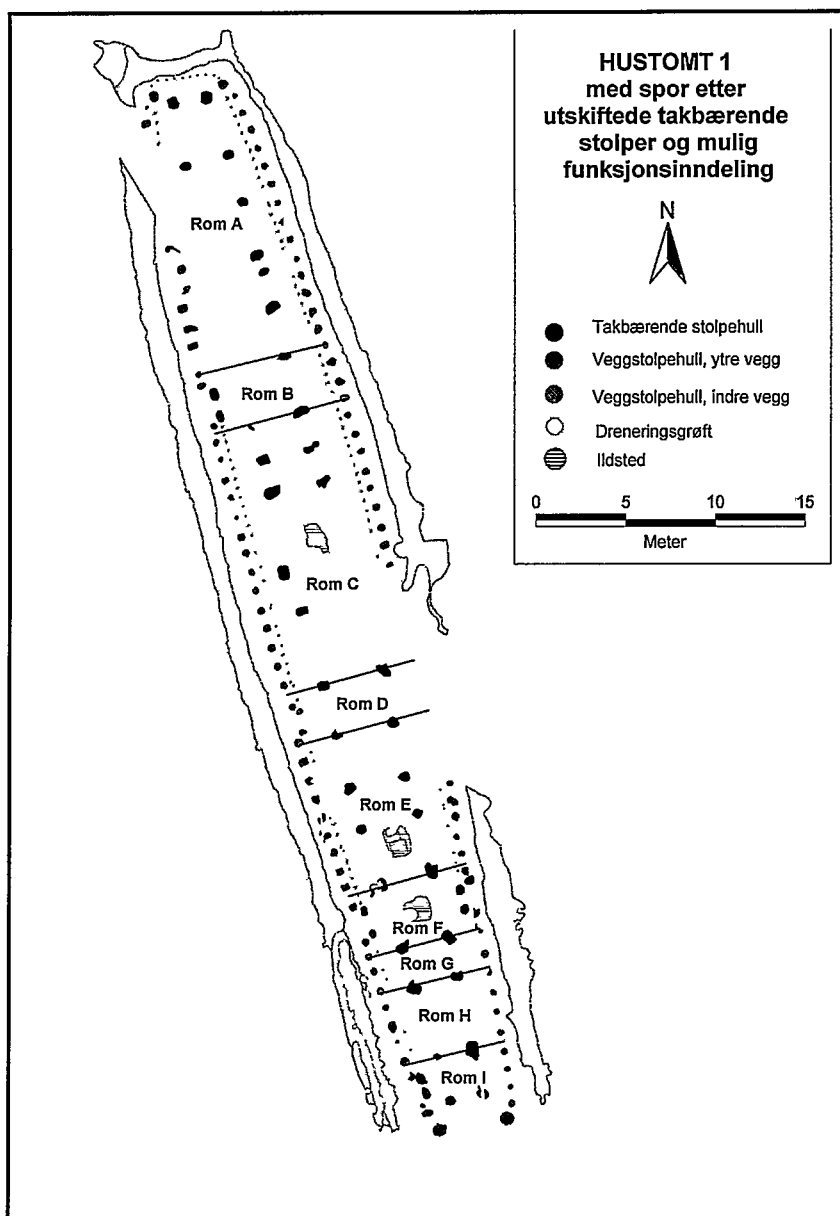 HUSTOMT 1
med spor etter
utskiftede takbærende
stolper og mulig
funksjonsinndeling
N
Takbærende stolpehull
Veggstolpehull, ytre vegg
Veggstolpehull, indre vegg
Dreneringsgrøft
Ildsted
0 5 10 15
Meter
Rom A
Rom B
Rom C
Rom D
Rom E
Rom F
Rom G
Rom H
Rom I